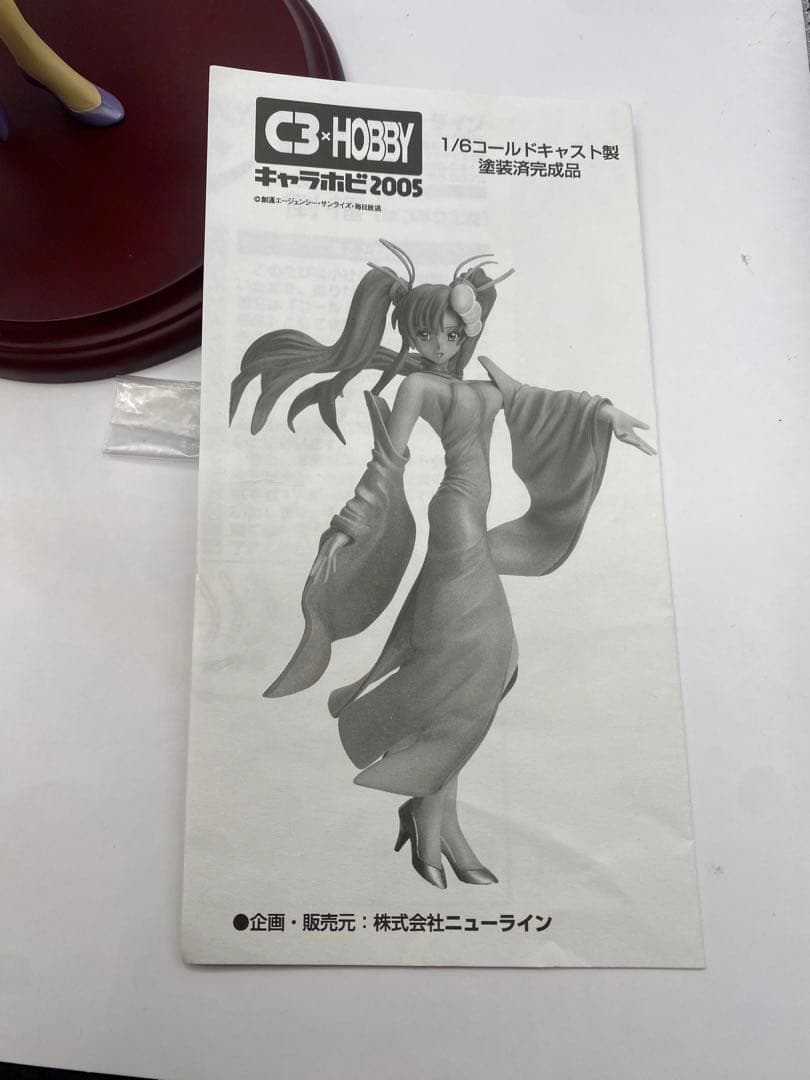 C3×HOBBY
キャラホビ2005
©創通エージェンシー・サンライズ・毎日放送
1/6コールドキャスト製
塗装済完成品
●企画・販売元：株式会社ニューライン